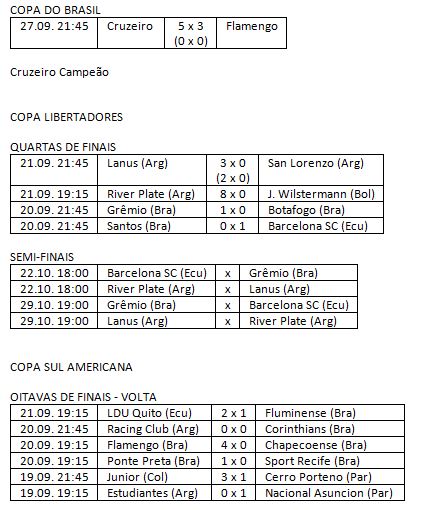 COPA DO BRASIL
27.09. 21:45 Cruzeiro 5 x 3 Flamengo
(0 x 0)
Cruzeiro Campeão
COPA LIBERTADORES
QUARTAS DE FINAIS
21.09. 21:45 Lanus (Arg) 3 x 0 San Lorenzo (Arg)
(2 x 0)
21.09. 19:15 River Plate (Arg) 8 x 0 J. Wilstermann (Bol)
20.09. 21:45 Grêmio (Bra) 1 x 0 Botafogo (Bra)
20.09. 21:45 Santos (Bra) 0 x 1 Barcelona SC (Ecu)
SEMI-FINAIS
22.10. 18:00 Barcelona SC (Ecu) x Grêmio (Bra)
22.10. 18:00 River Plate (Arg) x Lanus (Arg)
29.10. 19:00 Grêmio (Bra) x Barcelona SC (Ecu)
29.10. 19:00 Lanus (Arg) x River Plate (Arg)
COPA SUL AMERICANA
OITAVAS DE FINAIS - VOLTA
21.09. 19:15 LDU Quito (Ecu) 2 x 1 Fluminense (Bra)
20.09. 21:45 Racing Club (Arg) 0 x 0 Corinthians (Bra)
20.09. 19:15 Flamengo (Bra) 4 x 0 Chapecoense (Bra)
20.09. 19:15 Ponte Preta (Bra) 1 x 0 Sport Recife (Bra)
19.09. 21:45 Junior (Col) 3 x 1 Cerro Porteno (Par)
19.09. 19:15 Estudiantes (Arg) 0 x 1 Nacional Asuncion (Par)